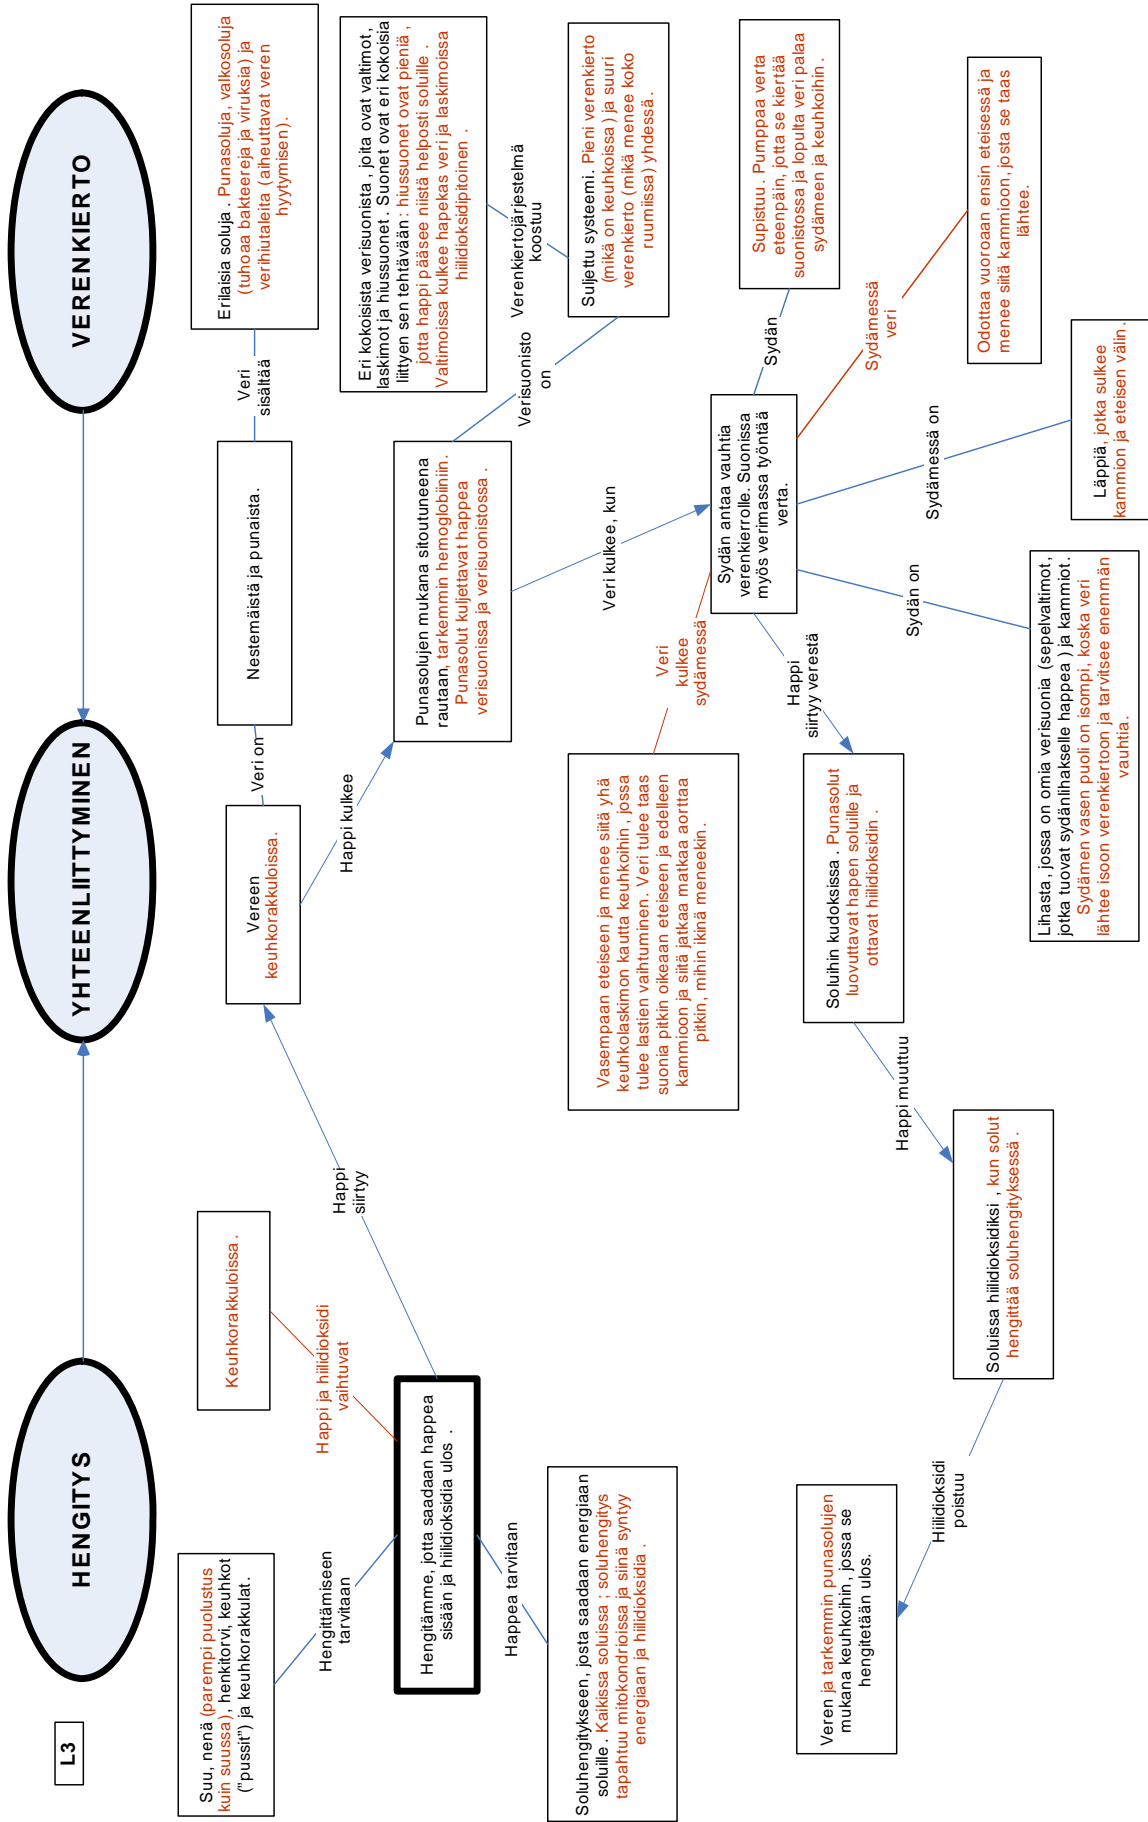 L3
HENGITYS
YHTEENLIITTYMINEN
VERENKIERTO
Suu, nenä (parempi puolustus
kuin suussa), henkitorvi, keuhkot
("pussit") ja keuhkorakkulat.
Hengittämiseen
tarvitaan
Keuhkorakkuloissa.
Happi ja hiilidioksidi
vaihtuvat
Hengitämme, jotta saadaan happea
sisään ja hiilidioksidia ulos.
Happea tarvitaan
Soluhengitykseen, josta saadaan energiaan
soluille. Kaikissa soluissa; soluhengitys
tapahtuu mitokondrioissa ja siinä syntyy
energiaan ja hiilidioksidia.
Happi
siirtyy
Vereen
keuhkorakkuloissa.
Veri on
Nestemäistä ja punaista.
Veri
sisältää
Erilaisia soluja. Punasoluja, valkosoluja
(tuhoaa bakteereja ja viruksia) ja
verihiutaleita (aiheuttavat veren
hyytymisen).
Happi kulkee
Punasolujen mukana sitoutuneena
rautaan, tarkemmin hemoglobiiniin.
Punasolut kuljettavat happea
verisuonissa ja verisuonistossa.
Verisuonisto
on
Eri kokoisista verisuonista, joita ovat valtimot,
laskimot ja hiussuonet. Suonet ovat eri kokoisia
liittyen sen tehtävään: hiussuonet ovat pieniä,
jotta happi pääsee niistä helposti soluille.
Valtimoissa kulkee hapekas veri ja laskimoissa
hiilidioksidipitoinen.
Verenkiertojärjestelmä
koostuu
Suljettu systeemi. Pieni verenkierto
(mikä on keuhkoissa) ja suuri
verenkierto (mikä menee koko
ruumiissa) yhdessä.
Veri kulkee, kun
Sydän antaa vauhtia
verenkierrolle. Suonissa
myös verimassa työntää
verta.
Sydän
Supistuu. Pumppaa verta
eteenpäin, jotta se kiertää
suonistossa ja lopulta veri palaa
sydämeen ja keuhkoihin.
Sydämessä
veri
Odottaa vuoroaan ensin eteisessä ja
menee siitä kammioon, josta se taas
lähtee.
Sydämessä on
Läppiä, jotka sulkee
kammion ja eteisen välin.
Sydän on
Lihasta, jossa on omia verisuonia (sepelvaltimot,
jotka tuovat sydänlihakselle happea) ja kammiot.
Sydämen vasen puoli on isompi, koska veri
lähtee isoon verenkiertoon ja tarvitsee enemmän
vauhtia.
Veri
kulkee
sydämessä
Vasempaan eteiseen ja menee siitä yhä
keuhkolaskimon kautta keuhkoihin, jossa
tulee lastien vaihtuminen. Veri tulee taas
suonia pitkin oikeaan eteiseen ja edelleen
kammioon ja siitä jatkaa matkaa aorttaa
pitkin, mihin ikinä meneekin.
Happi
siirtyy verestä
Soluihin kudoksissa. Punasolut
luovuttavat hapen soluille ja
ottavat hiilidioksidin.
Happi muuttuu
Soluissa hiilidioksidiksi, kun solut
hengittää soluhengityksessä.
Hiilidioksidi
poistuu
Veren ja tarkemmin punasolujen
mukana keuhkoihin, jossa se
hengitetään ulos.